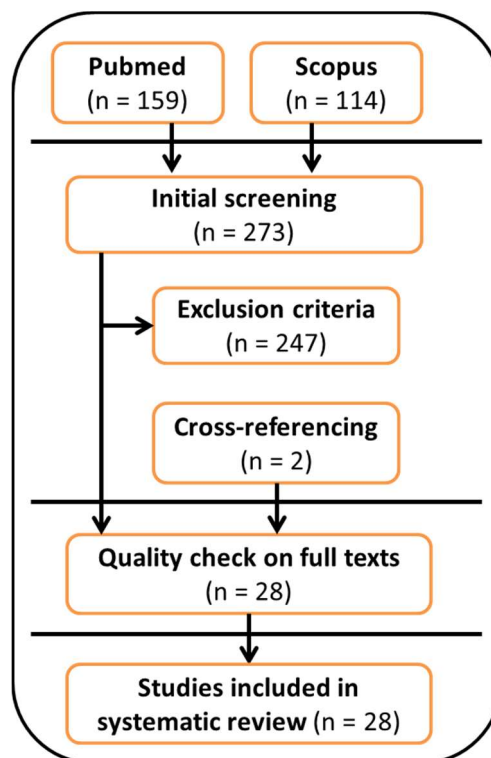 Pubmed
(n = 159)
Scopus
(n = 114)
Initial screening
(n = 273)
Exclusion criteria
(n = 247)
Cross-referencing
(n = 2)
Quality check on full texts
(n = 28)
Studies included in
systematic review (n = 28)